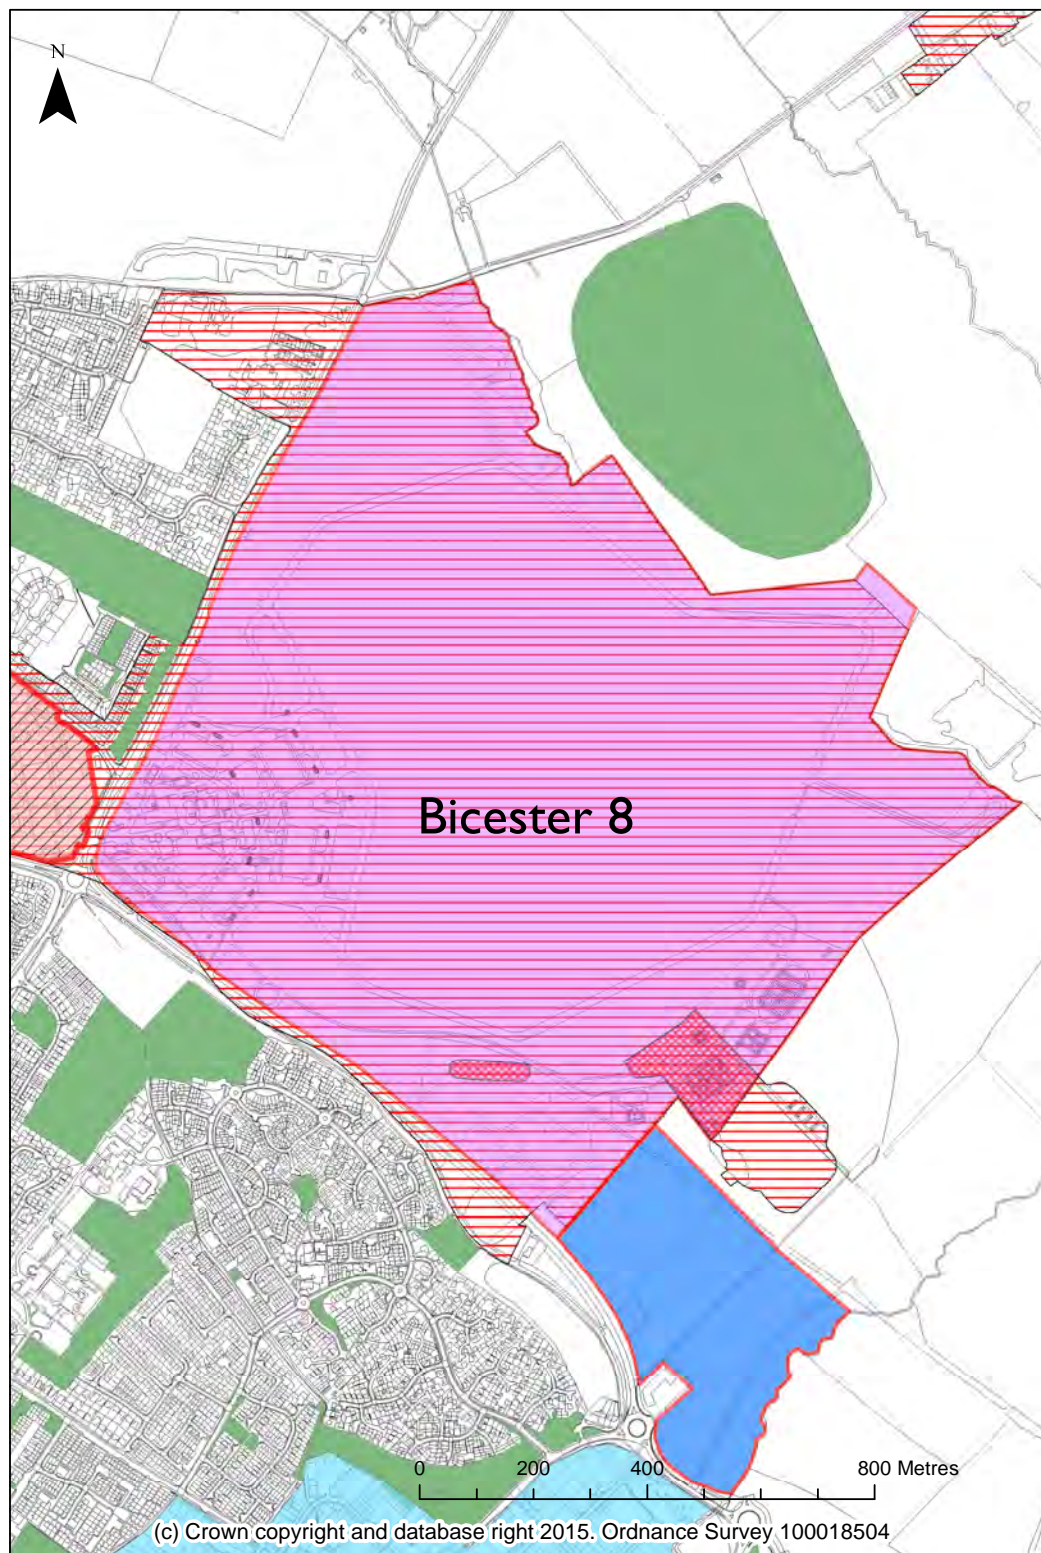 N
Bicester 8
0 200 400 800 Metres
(c) Crown copyright and database right 2015. Ordnance Survey 100018504